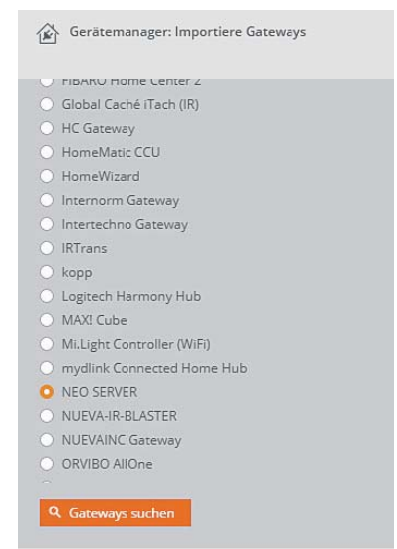 Gerätemanager: Importiere Gateways
FIBARO Home Center 2
Global Caché iTach (IR)
HC Gateway
HomeMatic CCU
HomeWizard
Internorm Gateway
Intertechno Gateway
IRTrans
kopp
Logitech Harmony Hub
MAX! Cube
Mi.Light Controller (WiFi)
mydlink Connected Home Hub
NEO SERVER
NUEVA-IR-BLASTER
NUEVAINC Gateway
ORVIBO AllOne
Gateways suchen